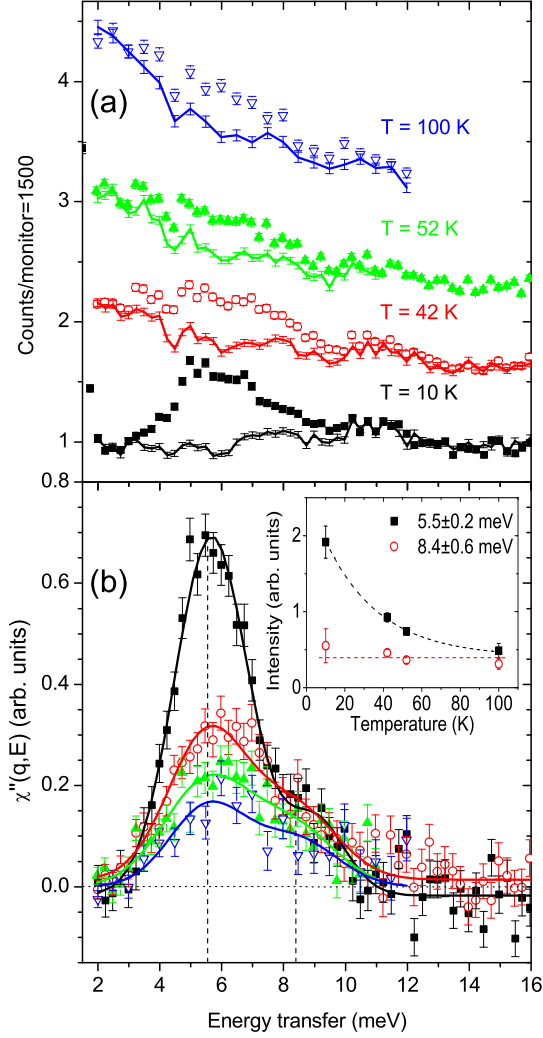 4
(a)
T = 100 K
3
T = 52 K
Counts/monitor=1500
2
T = 42 K
T = 10 K
1
0.8
(b)
5.5±0.2 meV
8.4±0.6 meV
2
1
0
Intensity (arb. units)
0 20 40 60 80 100
Temperature (K)
0.6
0.4
0.2
0.0
χ''(q,E) (arb. units)
2 4 6 8 10 12 14 16
Energy transfer (meV)